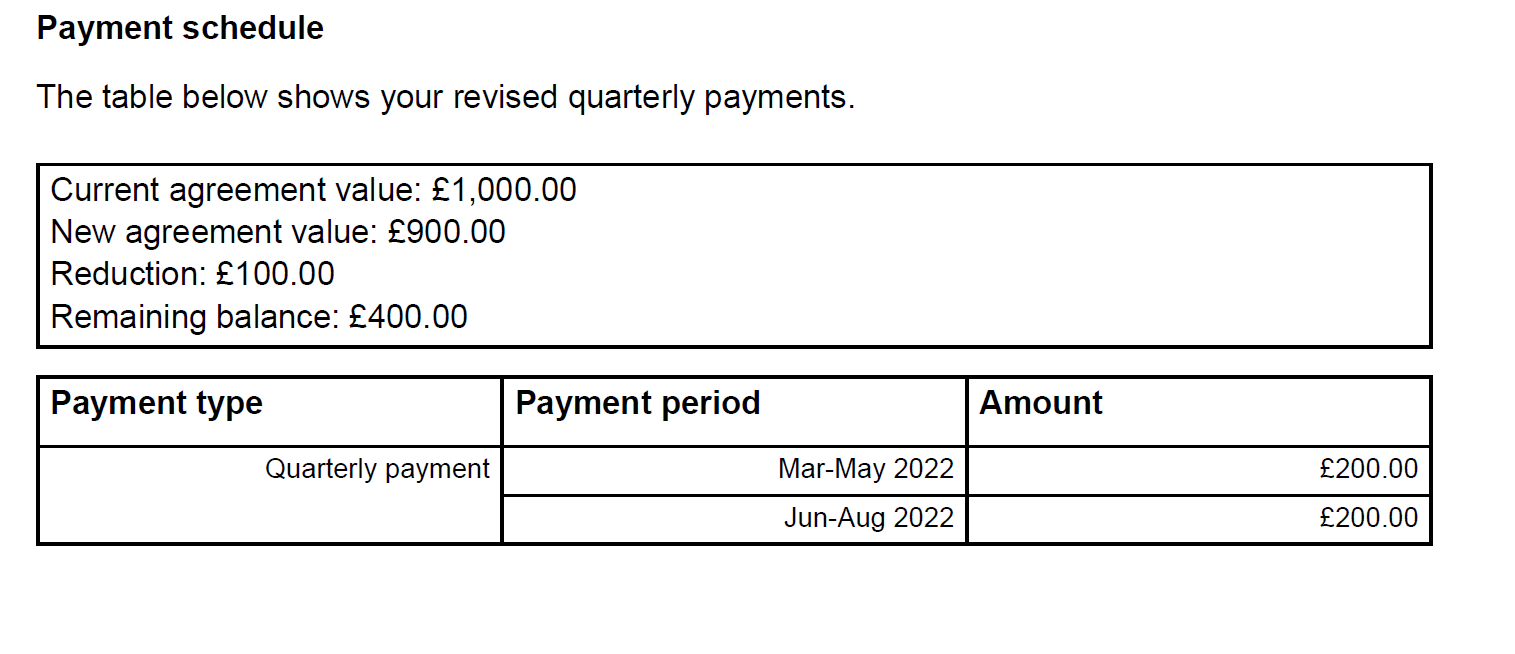 Payment schedule
The table below shows your revised quarterly payments.
Current agreement value: £1,000.00
New agreement value: £900.00
Reduction: £100.00
Remaining balance: £400.00
Payment type Payment period Amount
Quarterly payment Mar-May 2022 £200.00
Jun-Aug 2022 £200.00